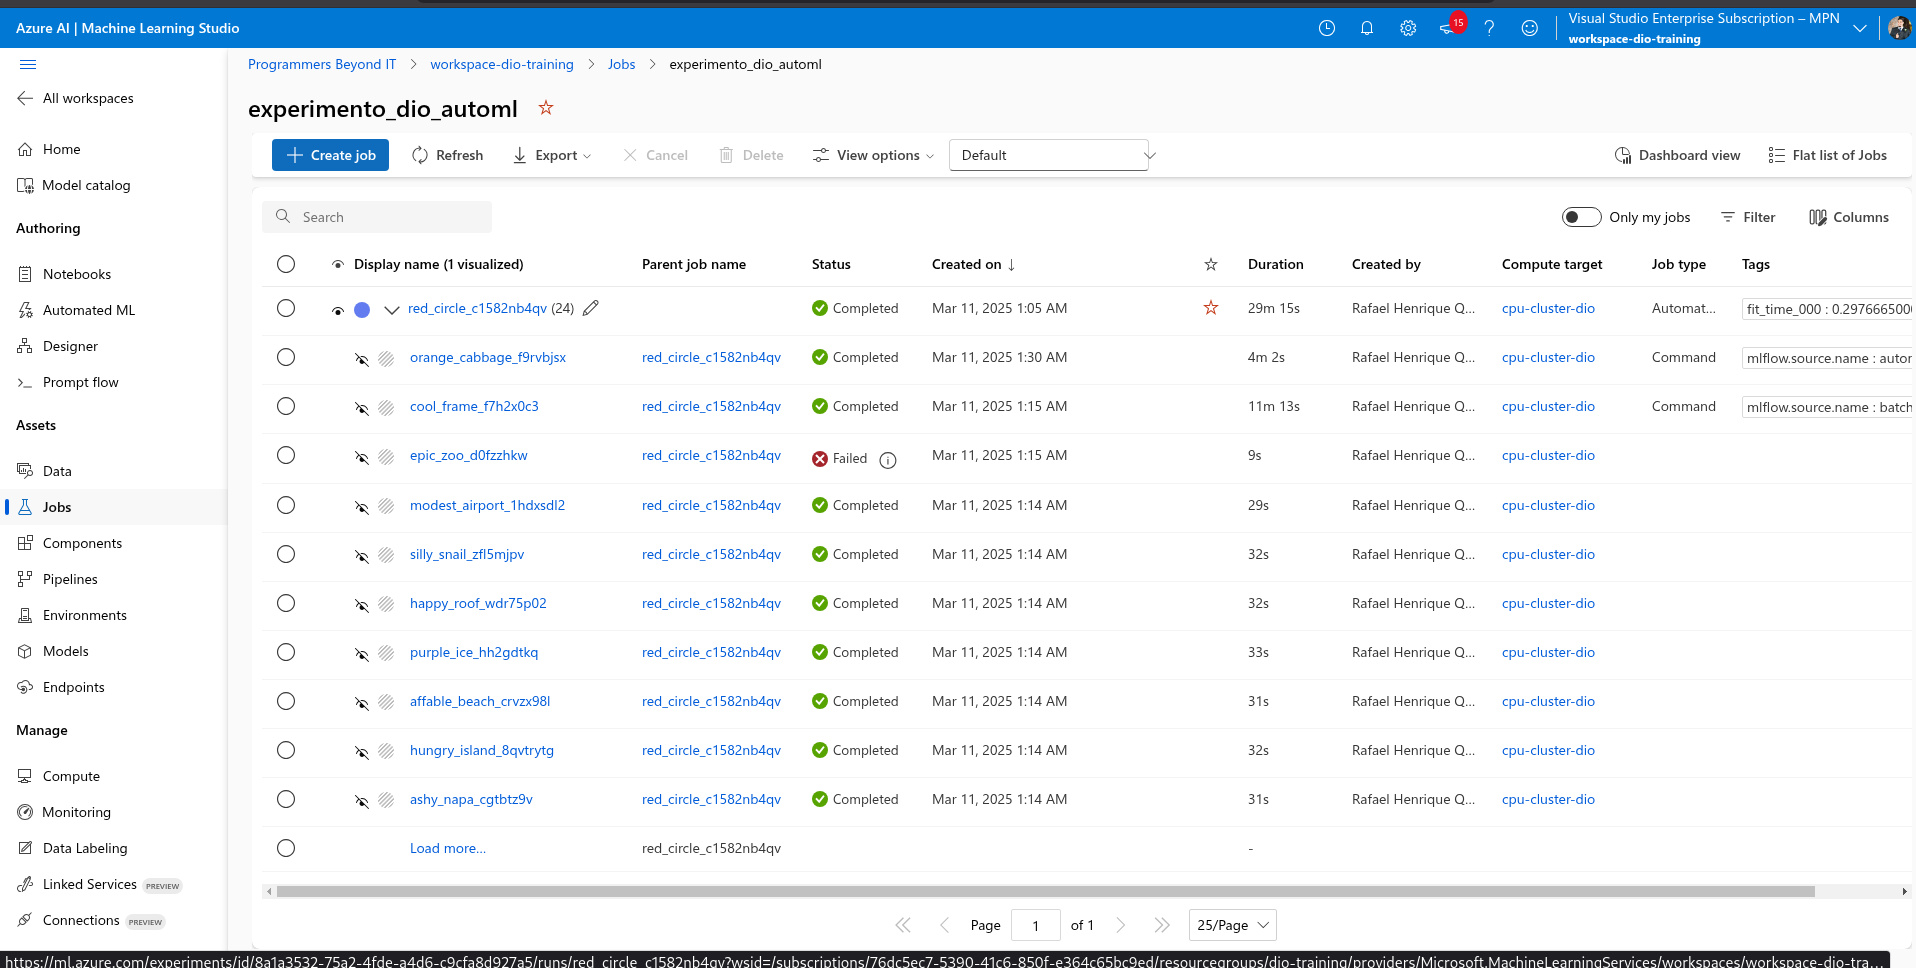 Azure AI | Machine Learning Studio
15
Visual Studio Enterprise Subscription – MPN
workspace-dio-training
All workspaces
Home
Model catalog
Authoring
Notebooks
Automated ML
Designer
Prompt flow
Assets
Data
Jobs
Components
Pipelines
Environments
Models
Endpoints
Manage
Compute
Monitoring
Data Labeling
Linked Services PREVIEW
Connections PREVIEW
Programmers Beyond IT > workspace-dio-training > Jobs > experimento_dio_automl
experimento_dio_automl
Create job Refresh Export Cancel Delete View options Default Dashboard view Flat list of Jobs
Search Only my jobs Filter Columns
Display name (1 visualized) Parent job name Status Created on ↓ Duration Created by Compute target Job type Tags
red_circle_c1582nb4qv (24) Completed Mar 11, 2025 1:05 AM 29m 15s Rafael Henrique Q... cpu-cluster-dio Automat... fit_time_000 : 0.2976665000
orange_cabbage_f9rvbjsx red_circle_c1582nb4qv Completed Mar 11, 2025 1:30 AM 4m 2s Rafael Henrique Q... cpu-cluster-dio Command mlflow.source.name : autom
cool_frame_f7h2x0c3 red_circle_c1582nb4qv Completed Mar 11, 2025 1:15 AM 11m 13s Rafael Henrique Q... cpu-cluster-dio Command mlflow.source.name : batch
epic_zoo_d0fzzhkw red_circle_c1582nb4qv Failed Mar 11, 2025 1:15 AM 9s Rafael Henrique Q... cpu-cluster-dio
modest_airport_1hdxsdl2 red_circle_c1582nb4qv Completed Mar 11, 2025 1:14 AM 29s Rafael Henrique Q... cpu-cluster-dio
silly_snail_zfl5mjpv red_circle_c1582nb4qv Completed Mar 11, 2025 1:14 AM 32s Rafael Henrique Q... cpu-cluster-dio
happy_roof_wdr75p02 red_circle_c1582nb4qv Completed Mar 11, 2025 1:14 AM 32s Rafael Henrique Q... cpu-cluster-dio
purple_ice_hh2gdtkq red_circle_c1582nb4qv Completed Mar 11, 2025 1:14 AM 33s Rafael Henrique Q... cpu-cluster-dio
affable_beach_crvzx98l red_circle_c1582nb4qv Completed Mar 11, 2025 1:14 AM 31s Rafael Henrique Q... cpu-cluster-dio
hungry_island_8qvtrytg red_circle_c1582nb4qv Completed Mar 11, 2025 1:14 AM 32s Rafael Henrique Q... cpu-cluster-dio
ashy_napa_cgtbtz9v red_circle_c1582nb4qv Completed Mar 11, 2025 1:14 AM 31s Rafael Henrique Q... cpu-cluster-dio
Load more... red_circle_c1582nb4qv -
Page 1 of 1 25/Page
https://ml.azure.com/experiments/id/8a1a3532-75a2-4fde-a4d6-c9cfa8d927a5/runs/red_circle_c1582nb4qv?wsid=/subscriptions/76dc5ec7-5390-41c6-850f-e364c65bc9ed/resourcegroups/dio-training/providers/Microsoft.MachineLearningServices/workspaces/workspace-dio-tra...